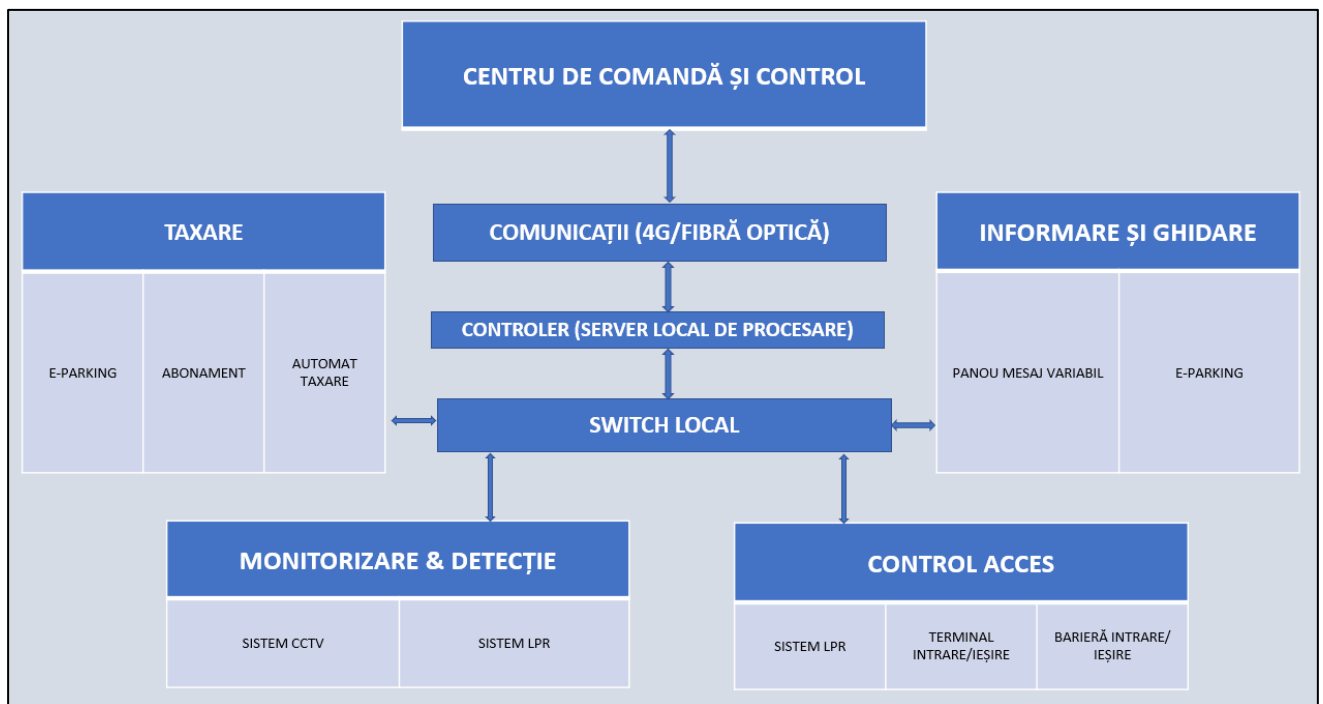 CENTRU DE COMANDĂ ȘI CONTROL
TAXARE
COMUNICAȚII (4G/FIBRĂ OPTICĂ)
INFORMARE ȘI GHIDARE
CONTROLER (SERVER LOCAL DE PROCESARE)
E-PARKING
ABONAMENT
AUTOMAT
TAXARE
PANOU MESAJ VARIABIL
E-PARKING
SWITCH LOCAL
MONITORIZARE & DETECȚIE
CONTROL ACCES
SISTEM CCTV
SISTEM LPR
SISTEM LPR
TERMINAL
INTRARE/IEȘIRE
BARIERĂ INTRARE/
IEȘIRE